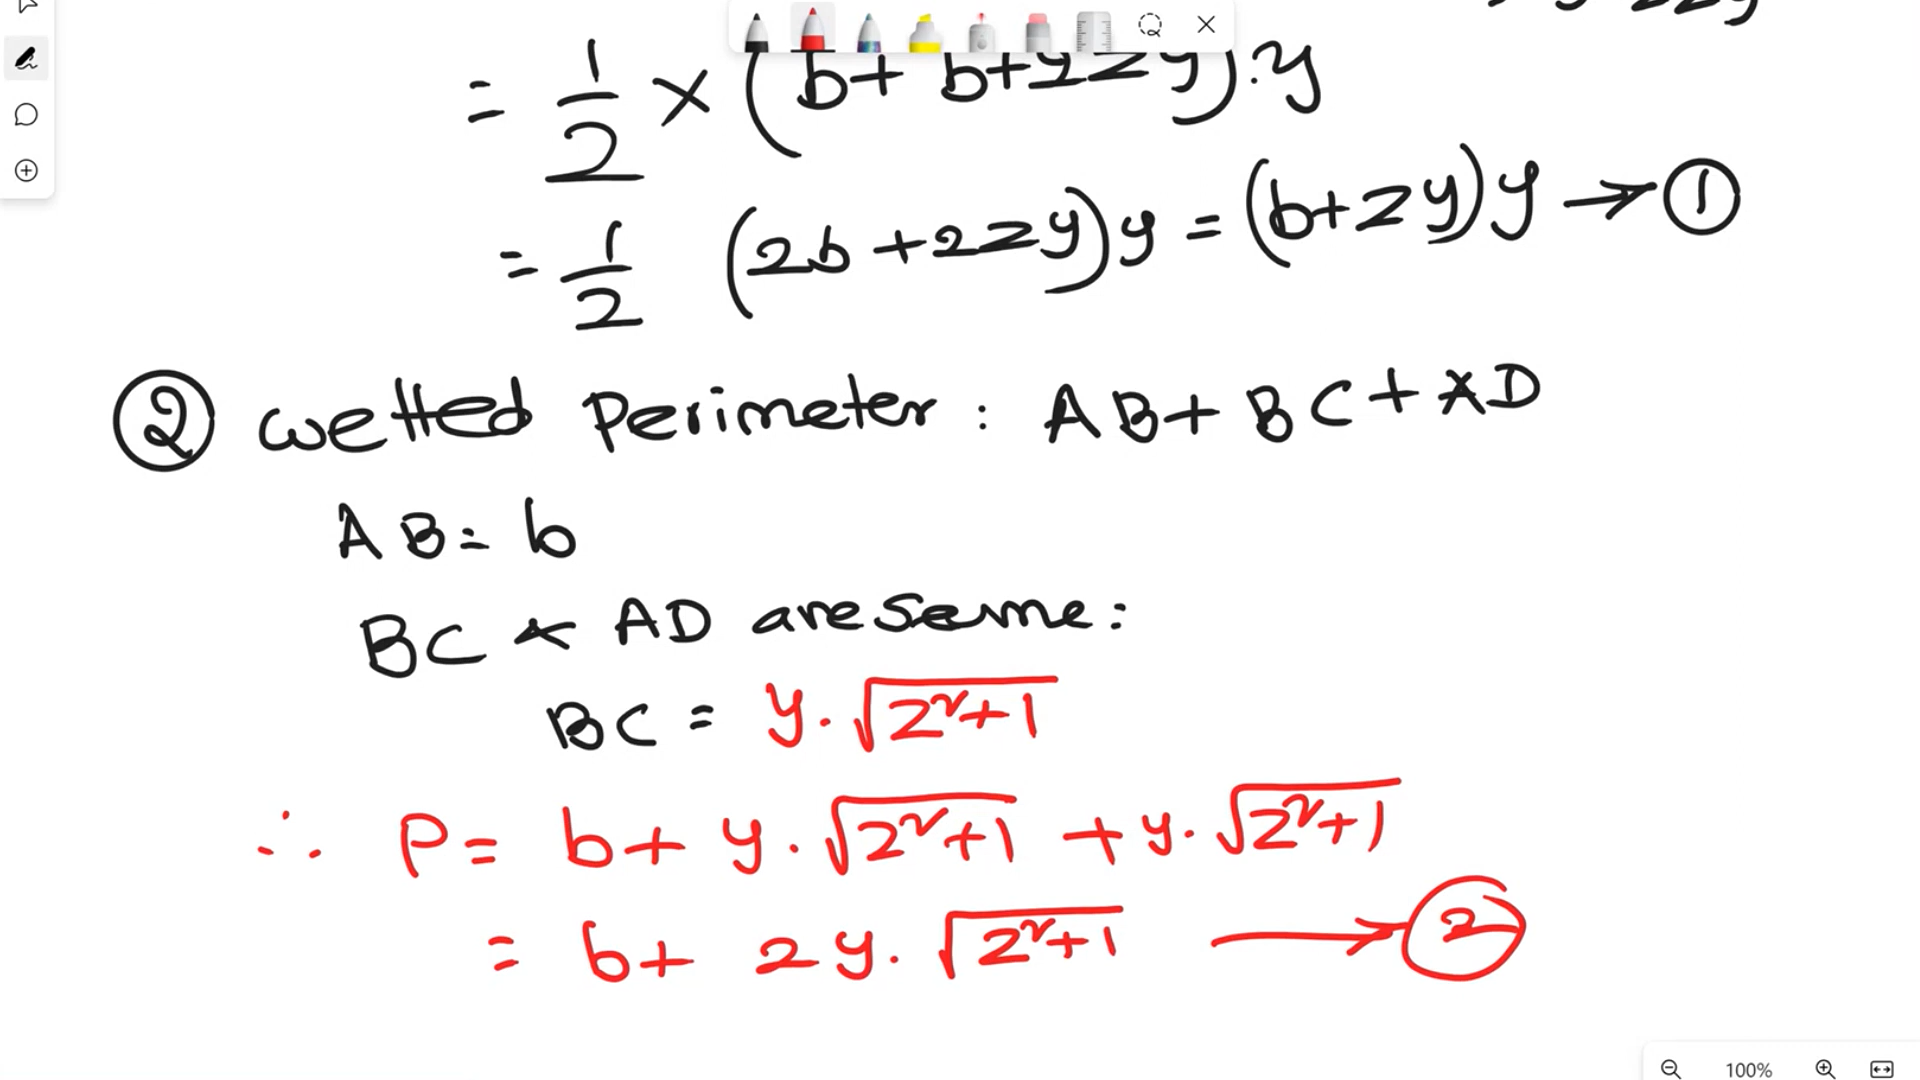 = 1/2 × (b+ b+2zy).y
= 1/2 (2b+2zy)y = (b+zy)y → ①
② wetted perimeter: AB+BC+AD
AB= b
BC & AD are same:
BC = y.√z²+1
∴ P= b+ y.√z²+1 +y.√z²+1
= b+ 2y.√z²+1 → ②
100%